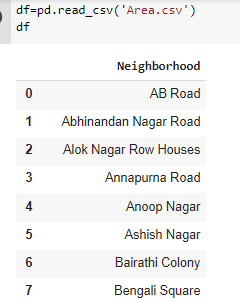 df=pd.read_csv('Area.csv')
df
Neighborhood
0 AB Road
1 Abhinandan Nagar Road
2 Alok Nagar Row Houses
3 Annapurna Road
4 Anoop Nagar
5 Ashish Nagar
6 Bairathi Colony
7 Bengali Square